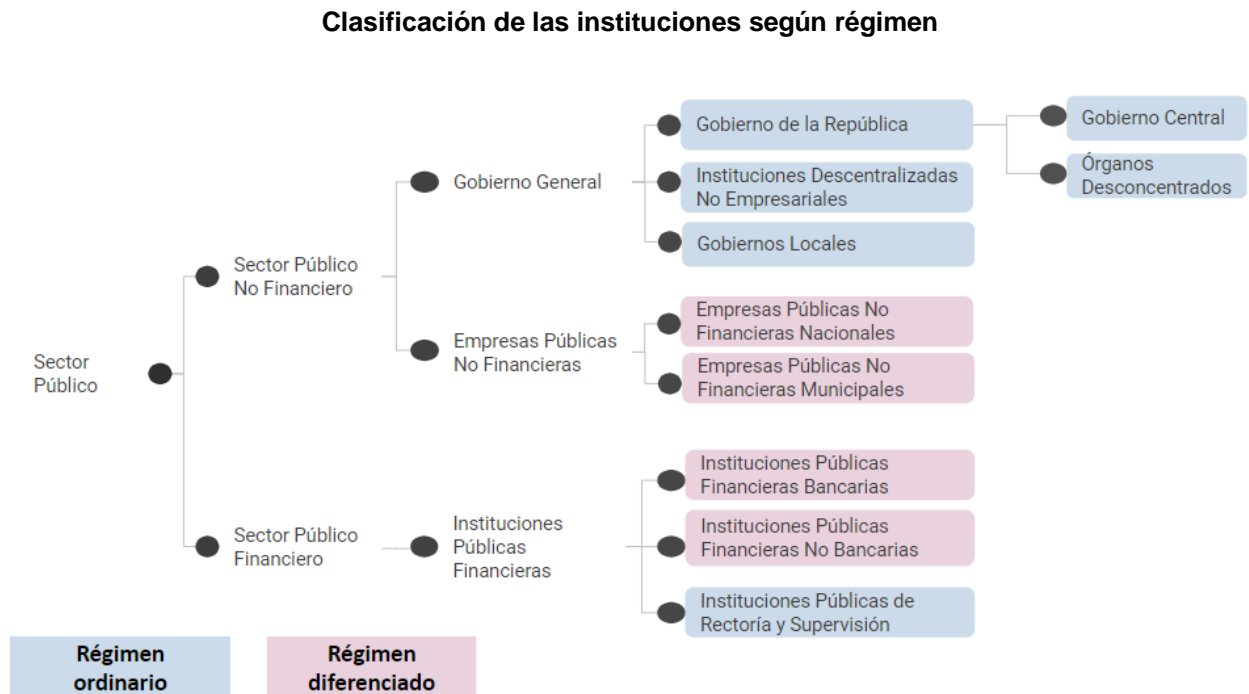 Clasificación de las instituciones según régimen
Gobierno de la República
Gobierno Central
Órganos
Desconcentrados
Gobierno General
Instituciones Descentralizadas
No Empresariales
Gobiernos Locales
Sector Público
No Financiero
Empresas Públicas
No Financieras
Empresas Públicas No
Financieras Nacionales
Empresas Públicas No
Financieras Municipales
Sector
Público
Sector Público
Financiero
Instituciones
Públicas
Financieras
Instituciones Públicas
Financieras Bancarias
Instituciones Públicas
Financieras No Bancarias
Instituciones Públicas de
Rectoría y Supervisión
Régimen
ordinario
Régimen
diferenciado